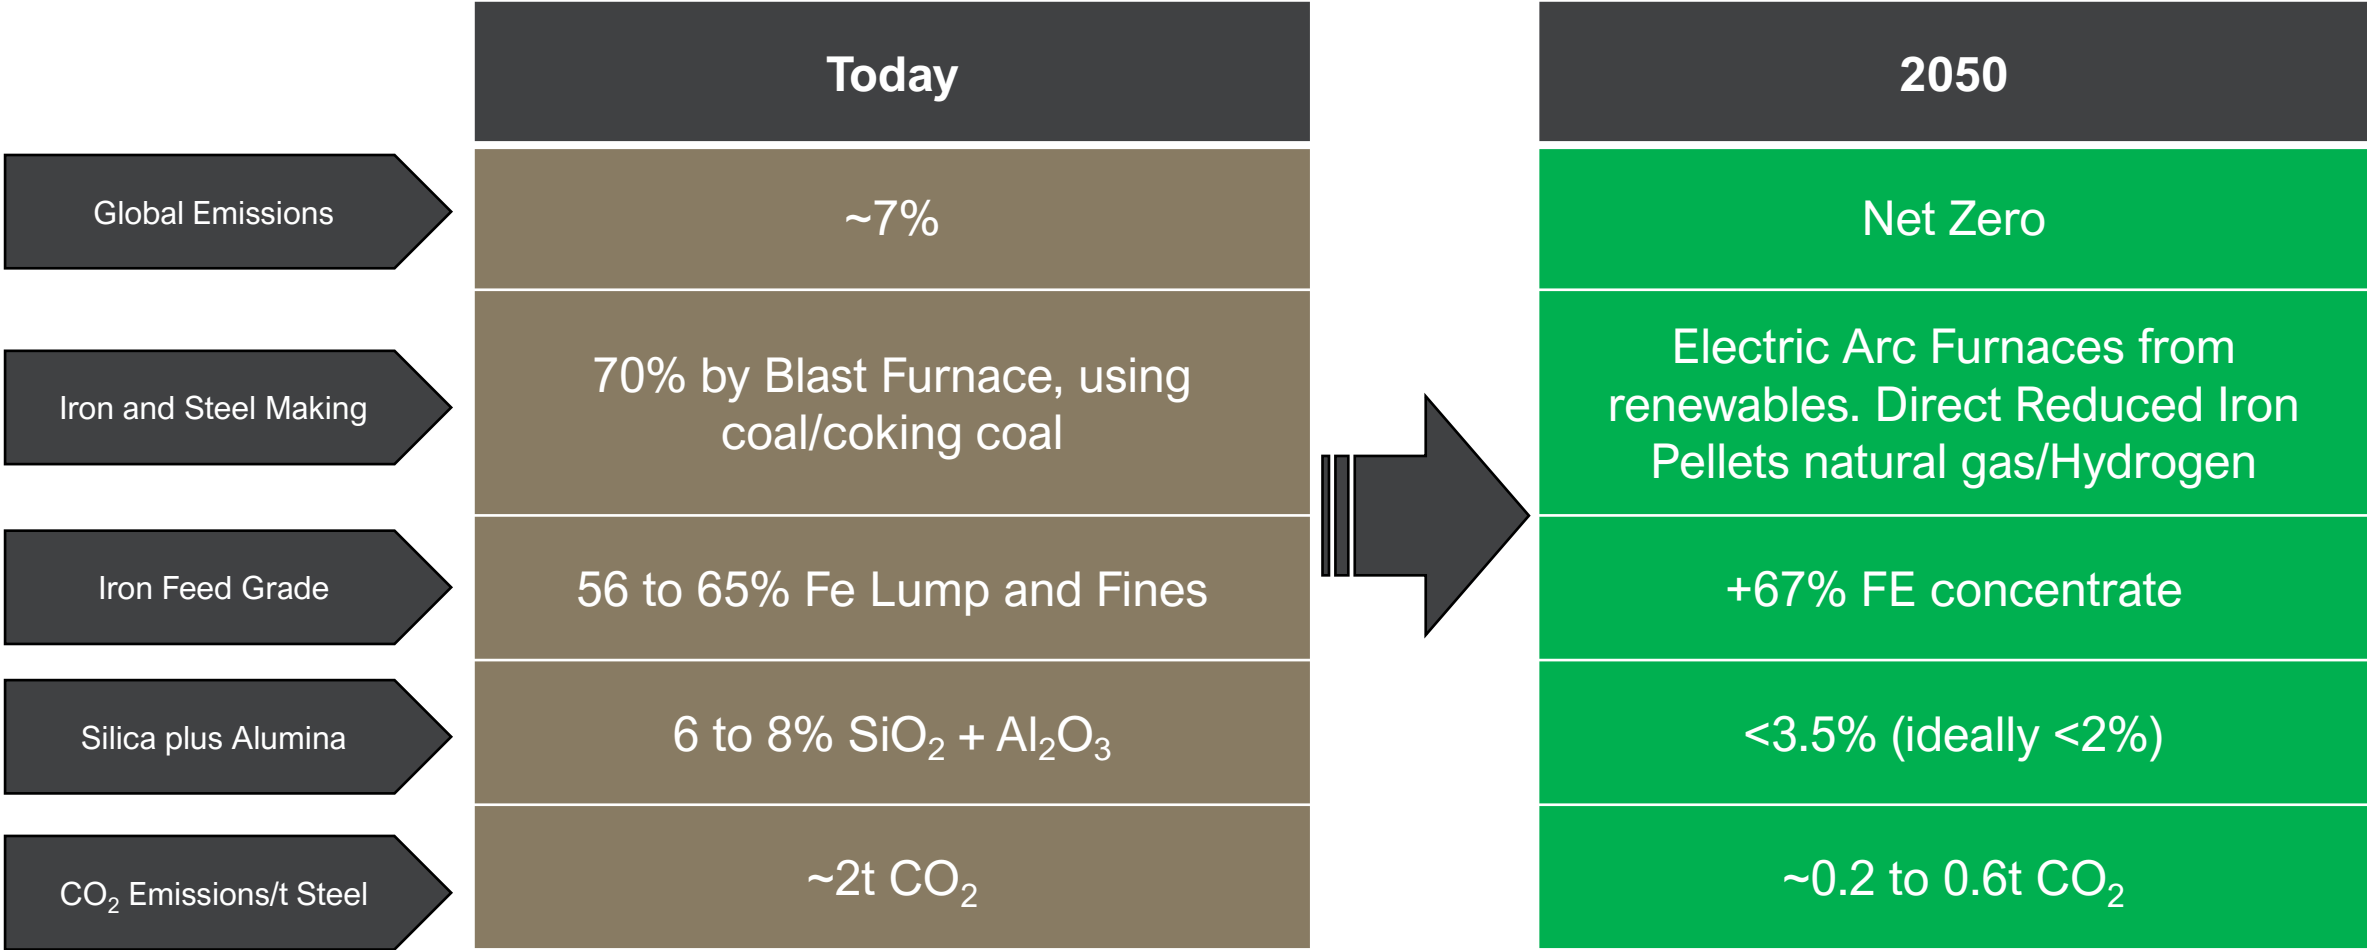 Today
2050
Global Emissions
~7%
Net Zero
Iron and Steel Making
70% by Blast Furnace, using
coal/coking coal
Electric Arc Furnaces from
renewables. Direct Reduced Iron
Pellets natural gas/Hydrogen
Iron Feed Grade
56 to 65% Fe Lump and Fines
+67% FE concentrate
Silica plus Alumina
6 to 8% SiO₂ + Al₂O₃
<3.5% (ideally <2%)
CO₂ Emissions/t Steel
~2t CO₂
~0.2 to 0.6t CO₂